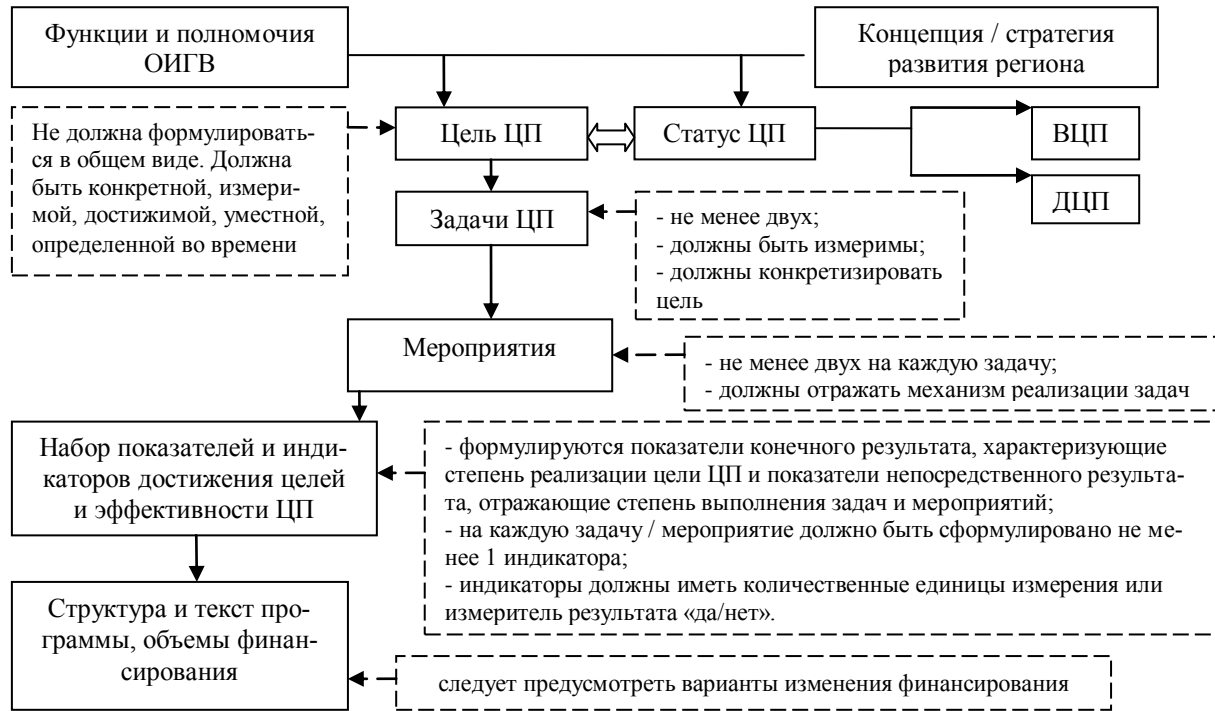 Функции и полномочия
ОИГВ
Концепция / стратегия
развития региона
Не должна формулировать-
ся в общем виде. Должна
быть конкретной, измери-
мой, достижимой, уместной,
определенной во времени
Цель ЦП
Статус ЦП
ВЦП
ДЦП
Задачи ЦП
- не менее двух;
- должны быть измеримы;
- должны конкретизировать
цель
Мероприятия
- не менее двух на каждую задачу;
- должны отражать механизм реализации задач
Набор показателей и инди-
каторов достижения целей
и эффективности ЦП
- формулируются показатели конечного результата, характеризующие
степень реализации цели ЦП и показатели непосредственного результа-
та, отражающие степень выполнения задач и мероприятий;
- на каждую задачу / мероприятие должно быть сформулировано не ме-
нее 1 индикатора;
- индикаторы должны иметь количественные единицы измерения или
измеритель результата «да/нет».
Структура и текст про-
граммы, объемы финан-
сирования
следует предусмотреть варианты изменения финансирования